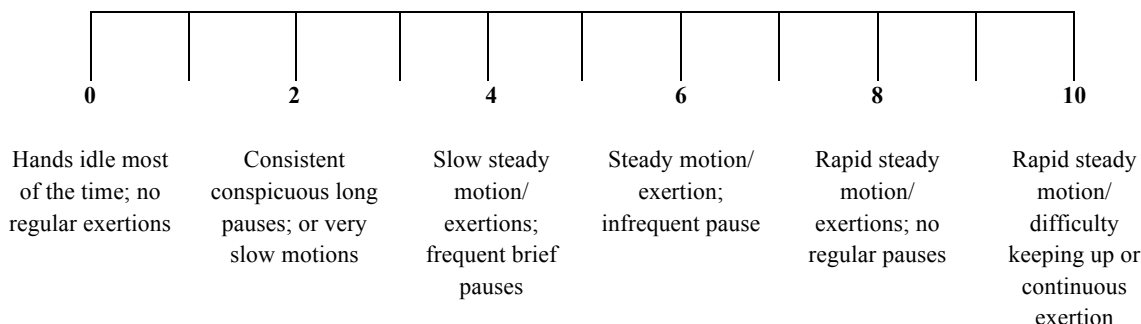 0 2 4 6 8 10
Hands idle most
of the time; no
regular exertions
Consistent
conspicuous long
pauses; or very
slow motions
Slow steady
motion/
exertions;
frequent brief
pauses
Steady motion/
exertion;
infrequent pause
Rapid steady
motion/
exertions; no
regular pauses
Rapid steady
motion/
difficulty
keeping up or
continuous
exertion